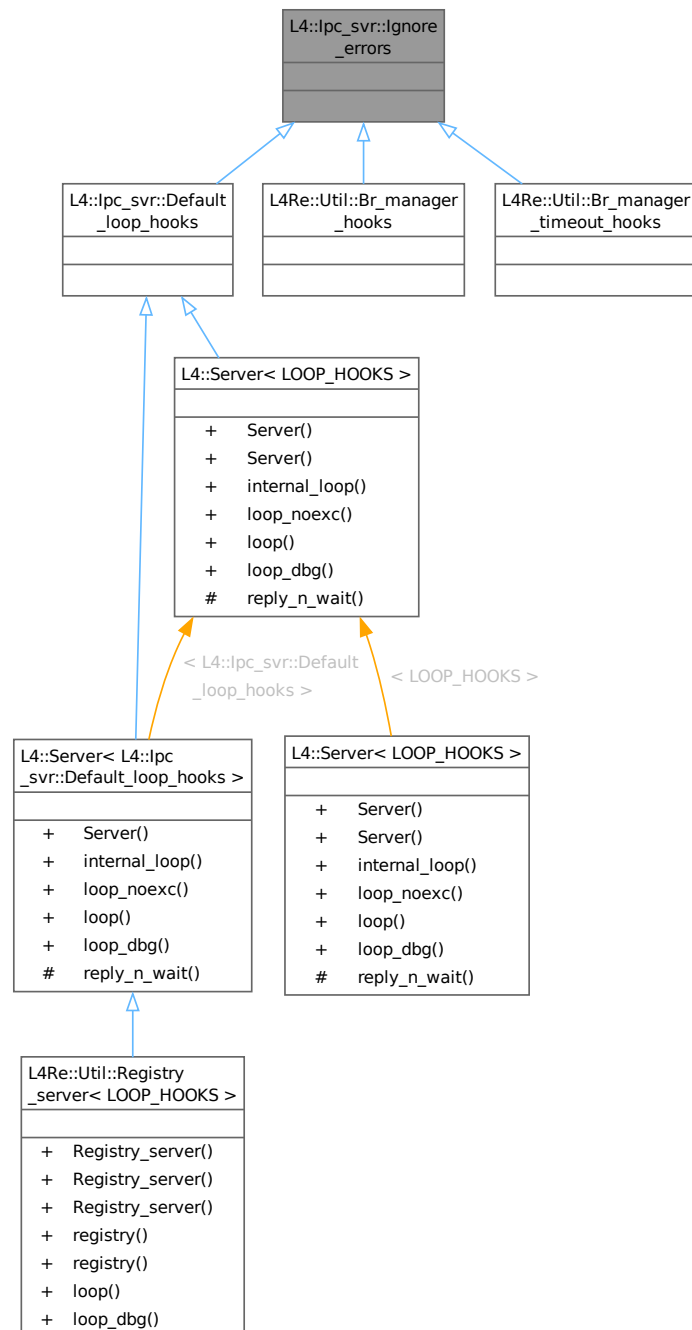 L4::Ipc_svr::Ignore
_errors
L4::Ipc_svr::Default
_loop_hooks
L4Re::Util::Br_manager
_hooks
L4Re::Util::Br_manager
_timeout_hooks
L4::Server< LOOP_HOOKS >
+ Server()
+ Server()
+ internal_loop()
+ loop_noexc()
+ loop()
+ loop_dbg()
# reply_n_wait()
< L4::Ipc_svr::Default
_loop_hooks >
< LOOP_HOOKS >
L4::Server< L4::Ipc
_svr::Default_loop_hooks >
+ Server()
+ internal_loop()
+ loop_noexc()
+ loop()
+ loop_dbg()
# reply_n_wait()
L4::Server< LOOP_HOOKS >
+ Server()
+ Server()
+ internal_loop()
+ loop_noexc()
+ loop()
+ loop_dbg()
# reply_n_wait()
L4Re::Util::Registry
_server< LOOP_HOOKS >
+ Registry_server()
+ Registry_server()
+ Registry_server()
+ registry()
+ registry()
+ loop()
+ loop_dbg()